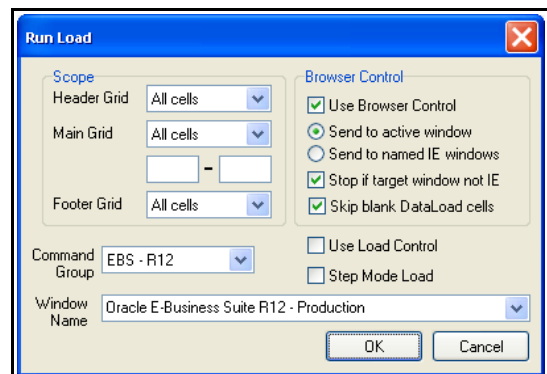 Run Load
Scope
Header Grid All cells
Main Grid All cells
-
Footer Grid All cells
Browser Control
Use Browser Control
Send to active window
Send to named IE windows
Stop if target window not IE
Skip blank DataLoad cells
Command Group EBS - R12
Use Load Control
Step Mode Load
Window Name Oracle E-Business Suite R12 - Production
OK Cancel